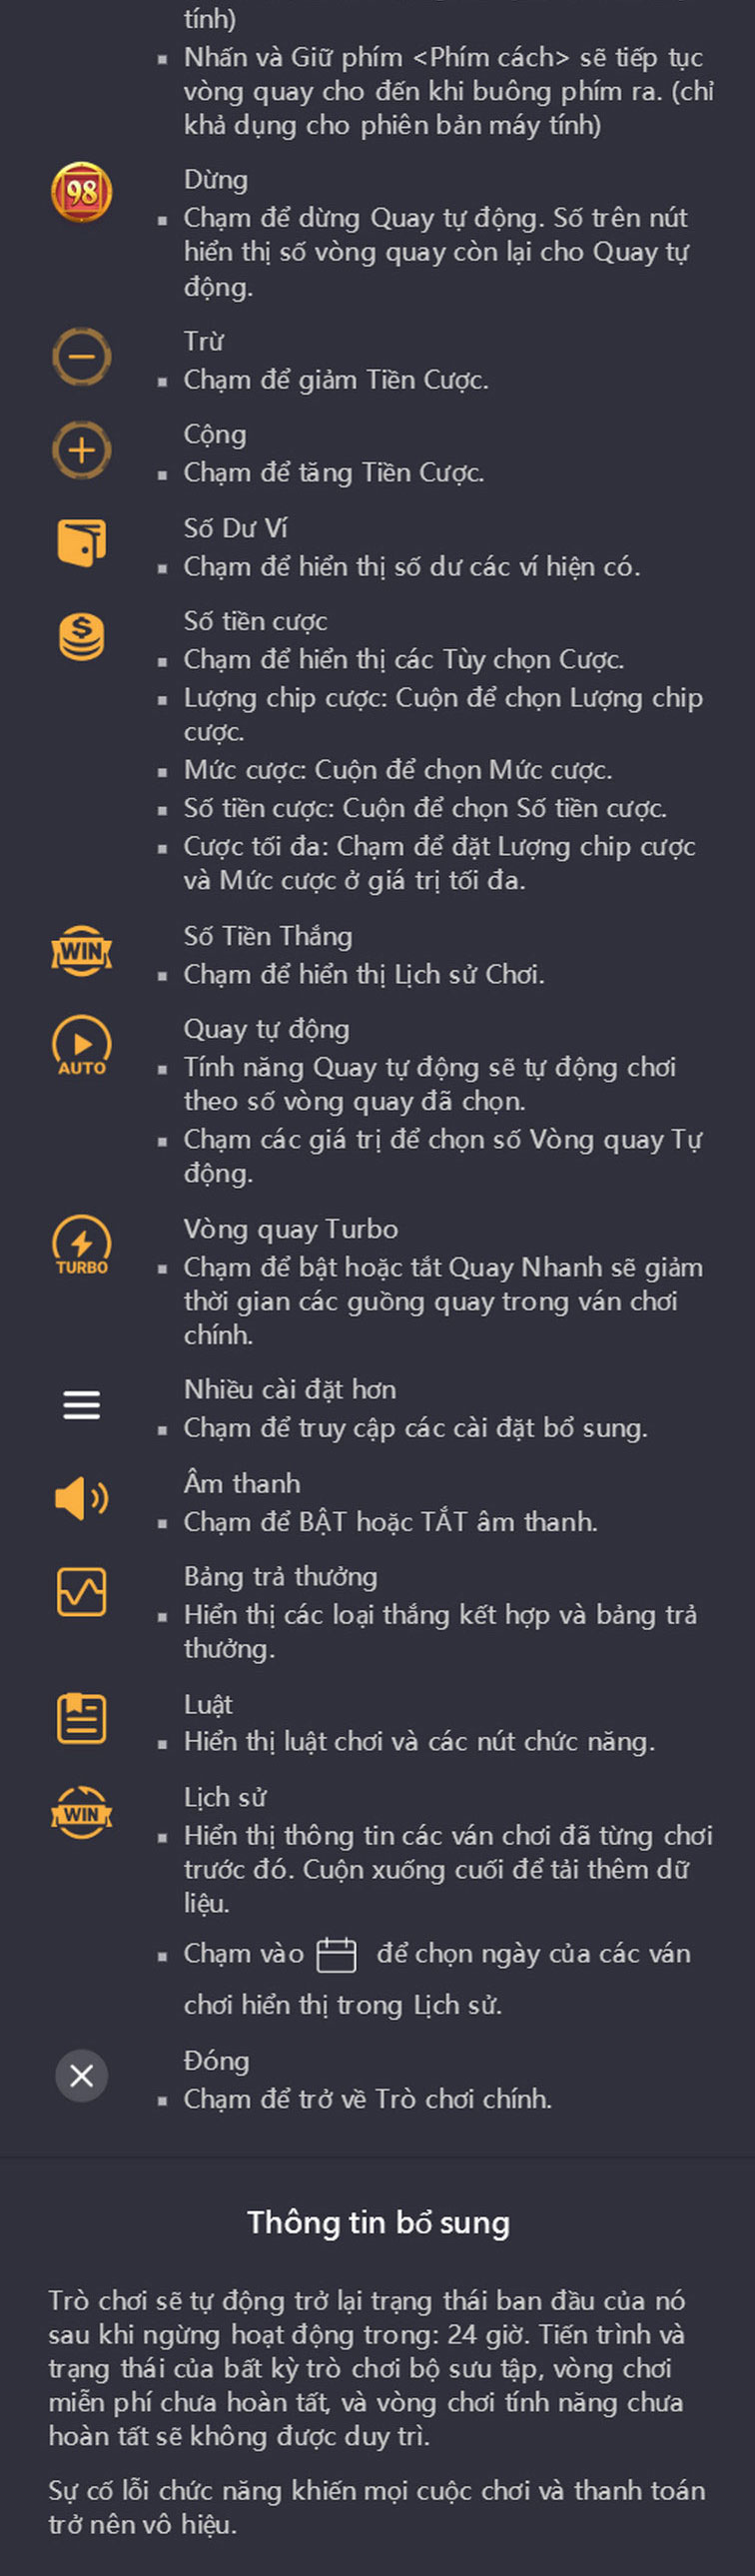 tính)
▪ Nhấn và Giữ phím <Phím cách> sẽ tiếp tục
vòng quay cho đến khi buông phím ra. (chỉ
khả dụng cho phiên bản máy tính)
98
Dừng
▪ Chạm để dừng Quay tự động. Số trên nút
hiển thị số vòng quay còn lại cho Quay tự
động.
Trừ
▪ Chạm để giảm Tiền Cược.
Cộng
▪ Chạm để tăng Tiền Cược.
Số Dư Ví
▪ Chạm để hiển thị số dư các ví hiện có.
Số tiền cược
▪ Chạm để hiển thị các Tùy chọn Cược.
▪ Lượng chip cược: Cuộn để chọn Lượng chip
cược.
▪ Mức cược: Cuộn để chọn Mức cược.
▪ Số tiền cược: Cuộn để chọn Số tiền cược.
▪ Cược tối đa: Chạm để đặt Lượng chip cược
và Mức cược ở giá trị tối đa.
WIN
Số Tiền Thắng
▪ Chạm để hiển thị Lịch sử Chơi.
AUTO
Quay tự động
▪ Tính năng Quay tự động sẽ tự động chơi
theo số vòng quay đã chọn.
▪ Chạm các giá trị để chọn số Vòng quay Tự
động.
TURBO
Vòng quay Turbo
▪ Chạm để bật hoặc tắt Quay Nhanh sẽ giảm
thời gian các guồng quay trong ván chơi
chính.
Nhiều cài đặt hơn
▪ Chạm để truy cập các cài đặt bổ sung.
Âm thanh
▪ Chạm để BẬT hoặc TẮT âm thanh.
Bảng trả thưởng
▪ Hiển thị các loại thắng kết hợp và bảng trả
thưởng.
Luật
▪ Hiển thị luật chơi và các nút chức năng.
WIN
Lịch sử
▪ Hiển thị thông tin các ván chơi đã từng chơi
trước đó. Cuộn xuống cuối để tải thêm dữ
liệu.
▪ Chạm vào để chọn ngày của các ván
chơi hiển thị trong Lịch sử.
Đóng
▪ Chạm để trở về Trò chơi chính.
Thông tin bổ sung
Trò chơi sẽ tự động trở lại trạng thái ban đầu của nó
sau khi ngừng hoạt động trong: 24 giờ. Tiến trình và
trạng thái của bất kỳ trò chơi bộ sưu tập, vòng chơi
miễn phí chưa hoàn tất, và vòng chơi tính năng chưa
hoàn tất sẽ không được duy trì.
Sự cố lỗi chức năng khiến mọi cuộc chơi và thanh toán
trở nên vô hiệu.